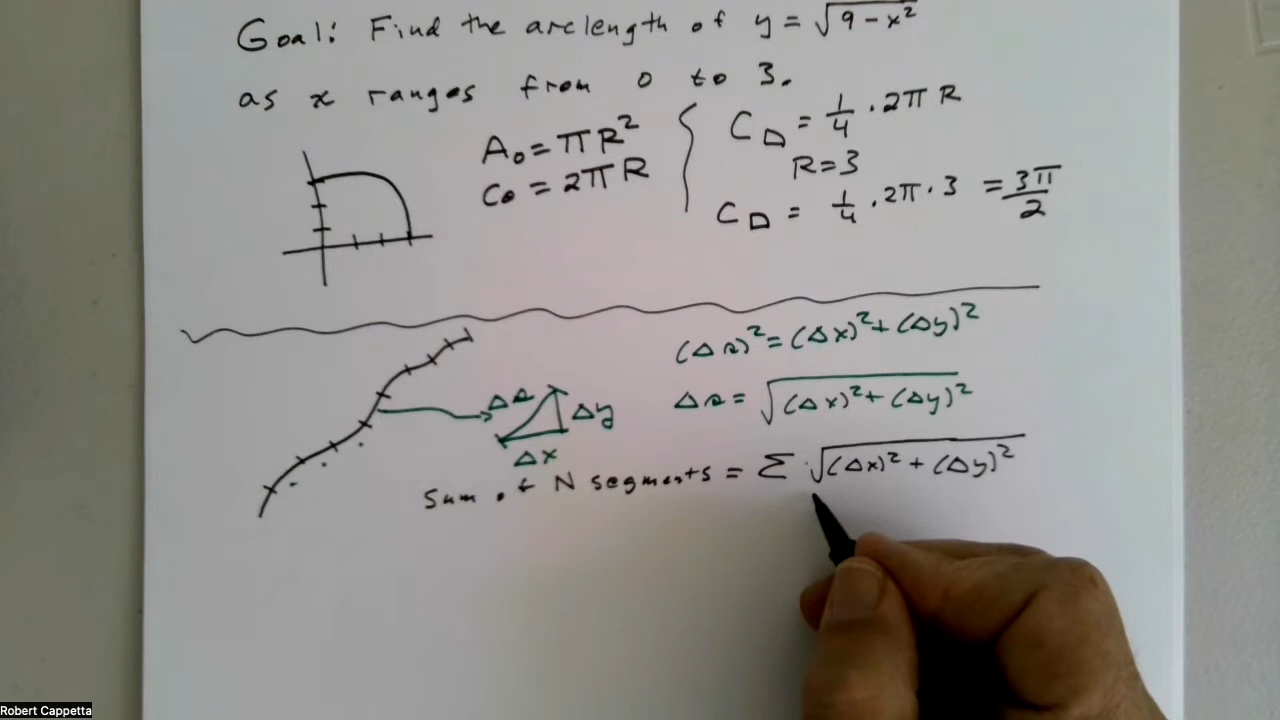 Goal: Find the arclength of y = √(9 - x²)
as x ranges from 0 to 3.
A○ = πR²
C○ = 2πR
C⌓ = 1/4 · 2πR
R = 3
C⌓ = 1/4 · 2π · 3 = 3π/2
(Δs)² = (Δx)² + (Δy)²
Δs = √((Δx)² + (Δy)²)
Δs
Δy
Δx
Sum of N segments = Σ √((Δx)² + (Δy)²)
Robert Cappetta